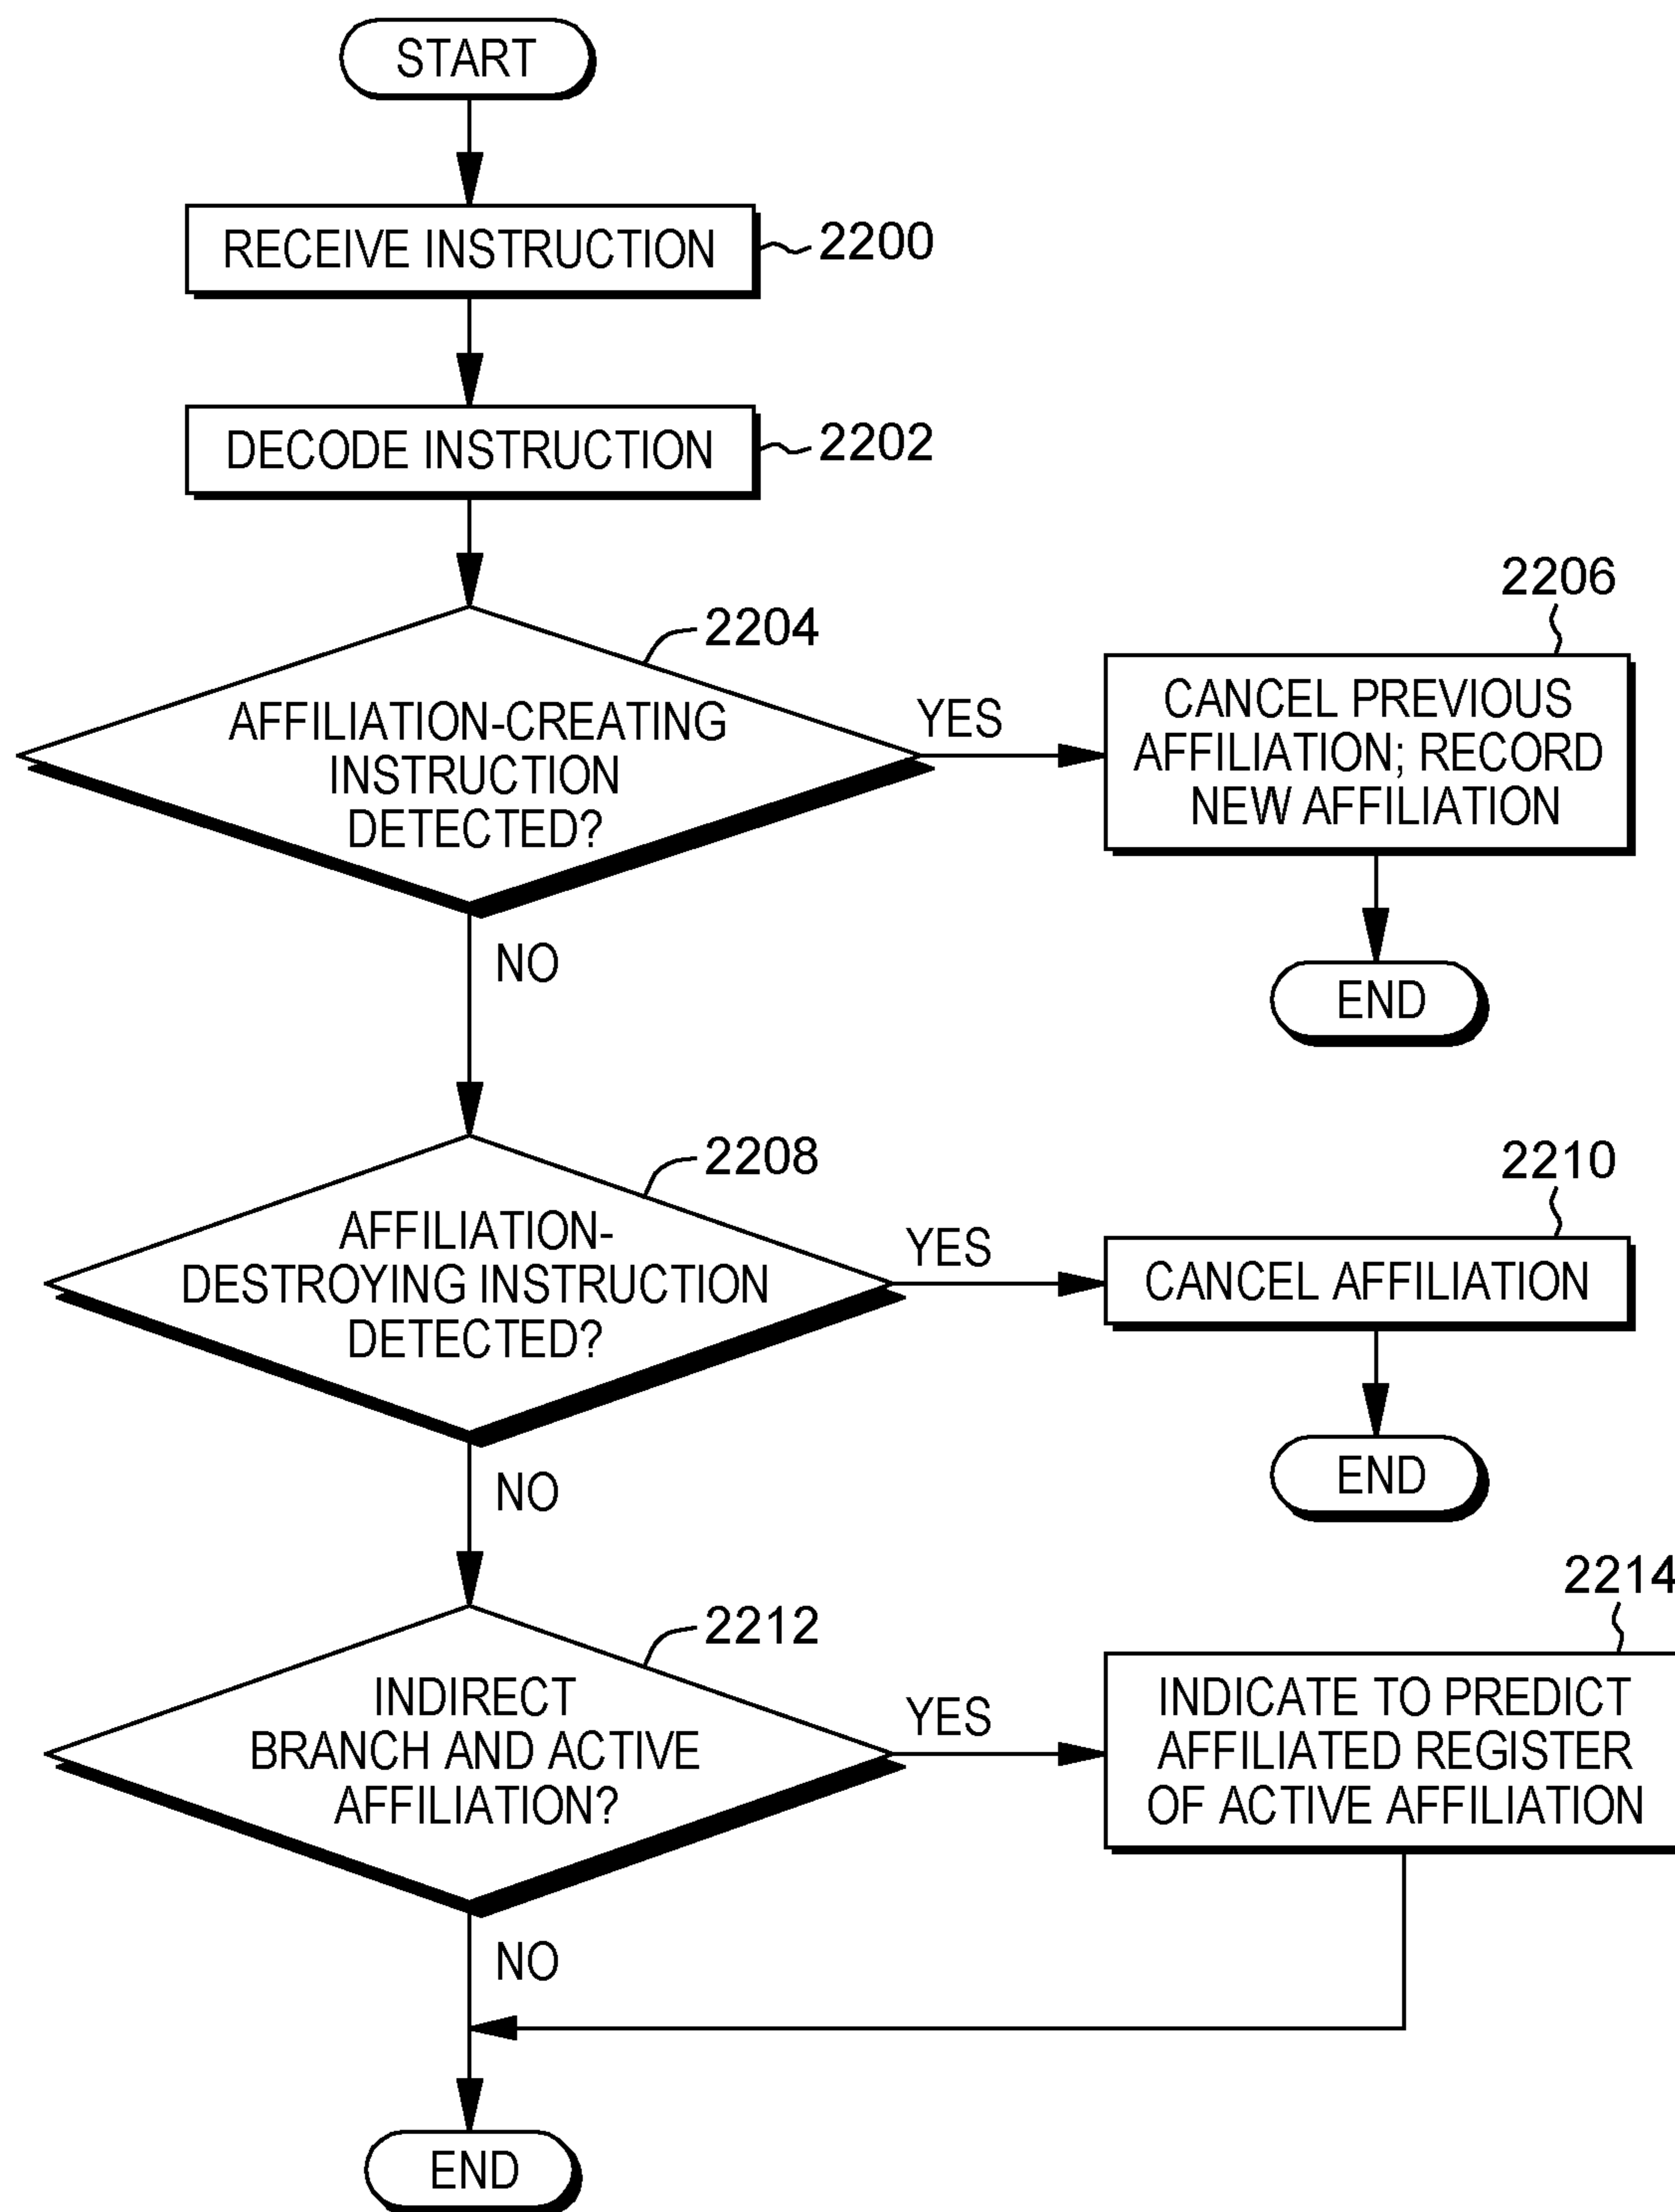 START
RECEIVE INSTRUCTION
2200
DECODE INSTRUCTION
2202
2204
AFFILIATION-CREATING
INSTRUCTION
DETECTED?
YES
2206
CANCEL PREVIOUS
AFFILIATION; RECORD
NEW AFFILIATION
END
NO
2208
AFFILIATION-
DESTROYING INSTRUCTION
DETECTED?
YES
2210
CANCEL AFFILIATION
END
NO
2212
INDIRECT
BRANCH AND ACTIVE
AFFILIATION?
YES
2214
INDICATE TO PREDICT
AFFILIATED REGISTER
OF ACTIVE AFFILIATION
NO
END